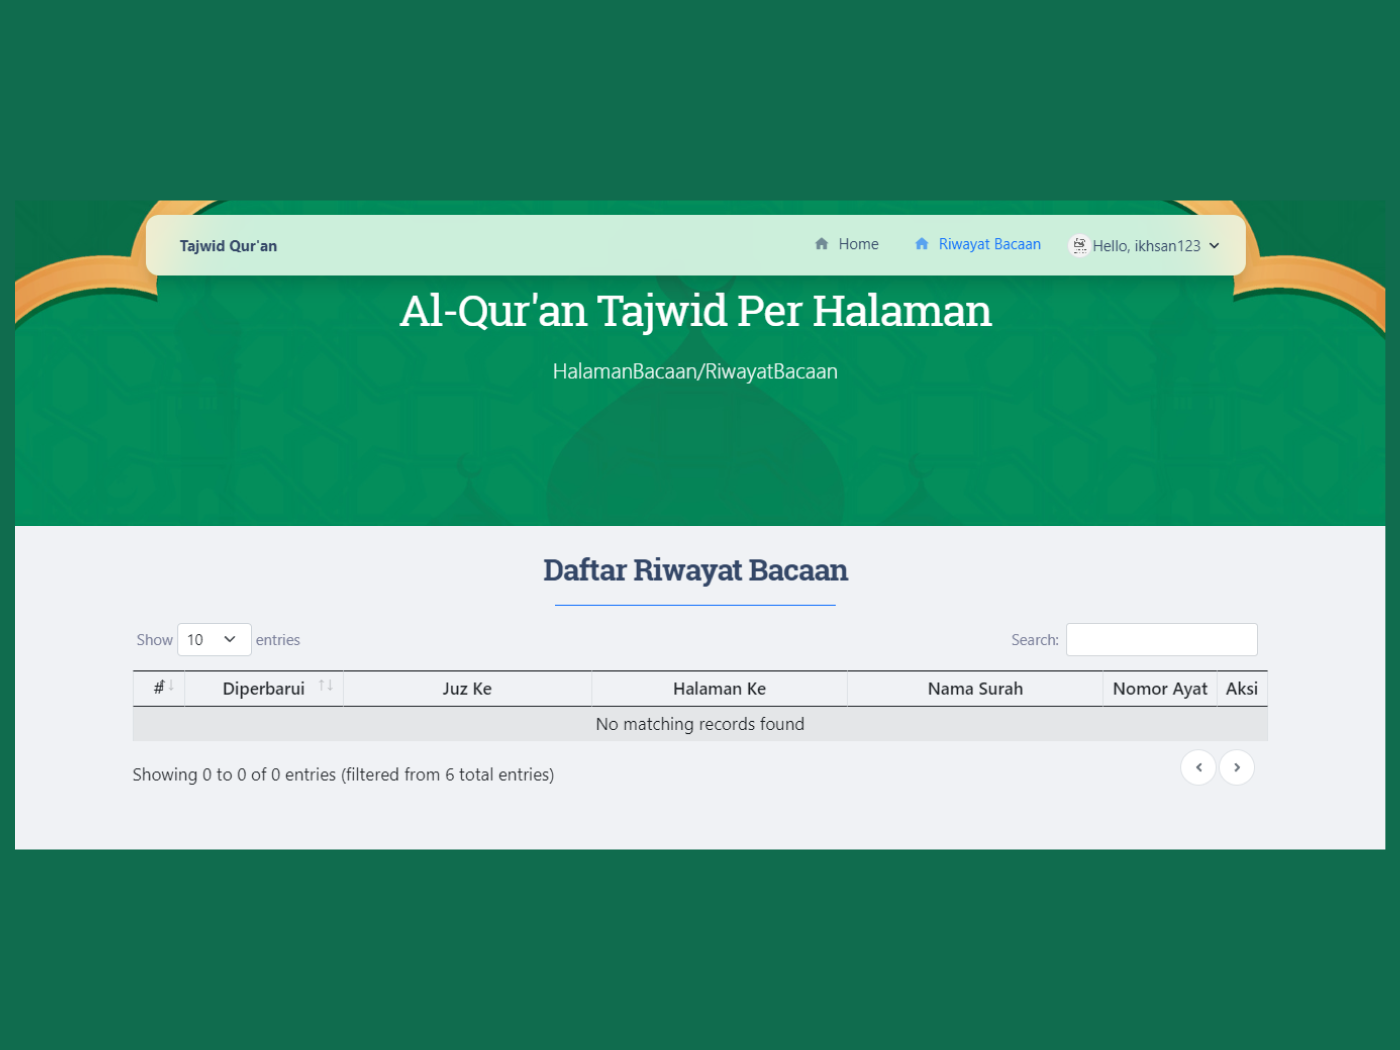 Tajwid Qur'an
Home
Riwayat Bacaan
Hello, ikhsan123
Al-Qur'an Tajwid Per Halaman
HalamanBacaan/RiwayatBacaan
Daftar Riwayat Bacaan
Show 10 entries
Search:
# Diperbarui Juz Ke Halaman Ke Nama Surah Nomor Ayat Aksi
No matching records found
Showing 0 to 0 of 0 entries (filtered from 6 total entries)